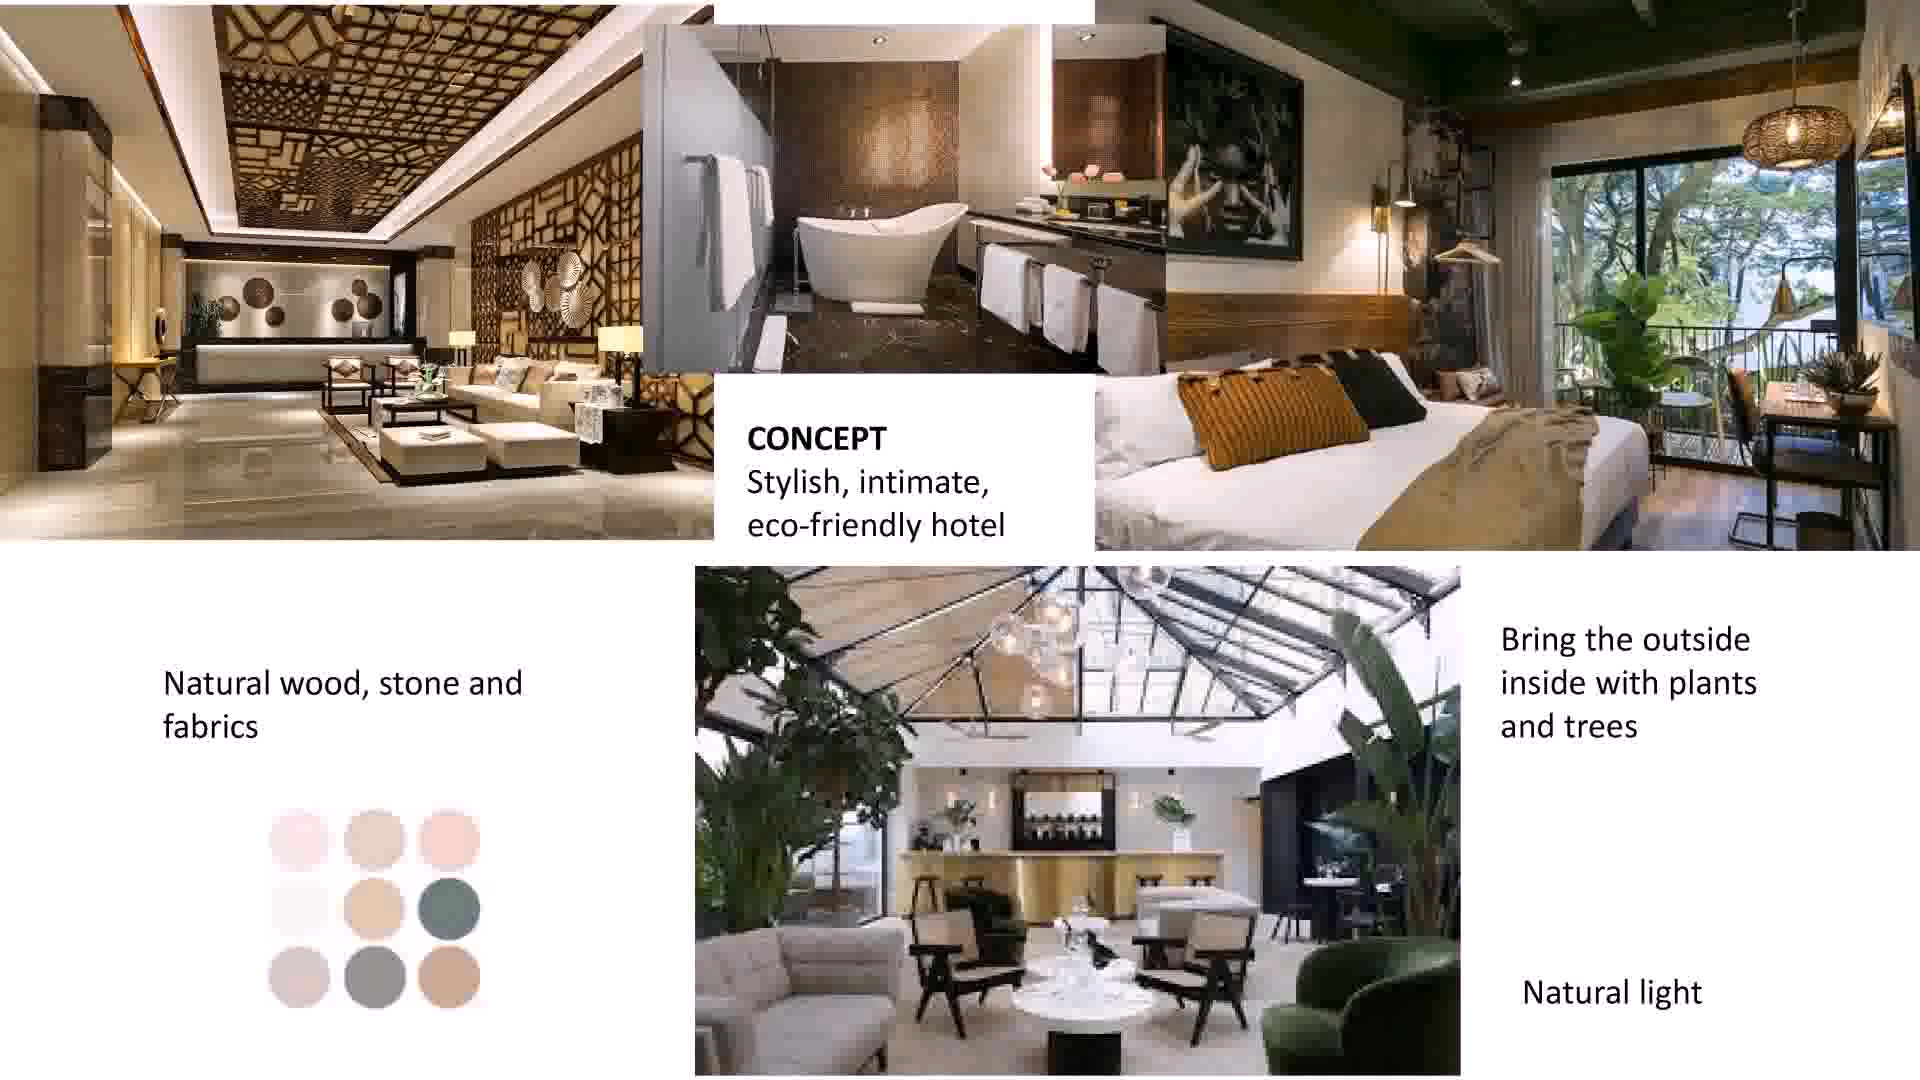 CONCEPT
Stylish, intimate,
eco-friendly hotel
Natural wood, stone and
fabrics
Bring the outside
inside with plants
and trees
Natural light